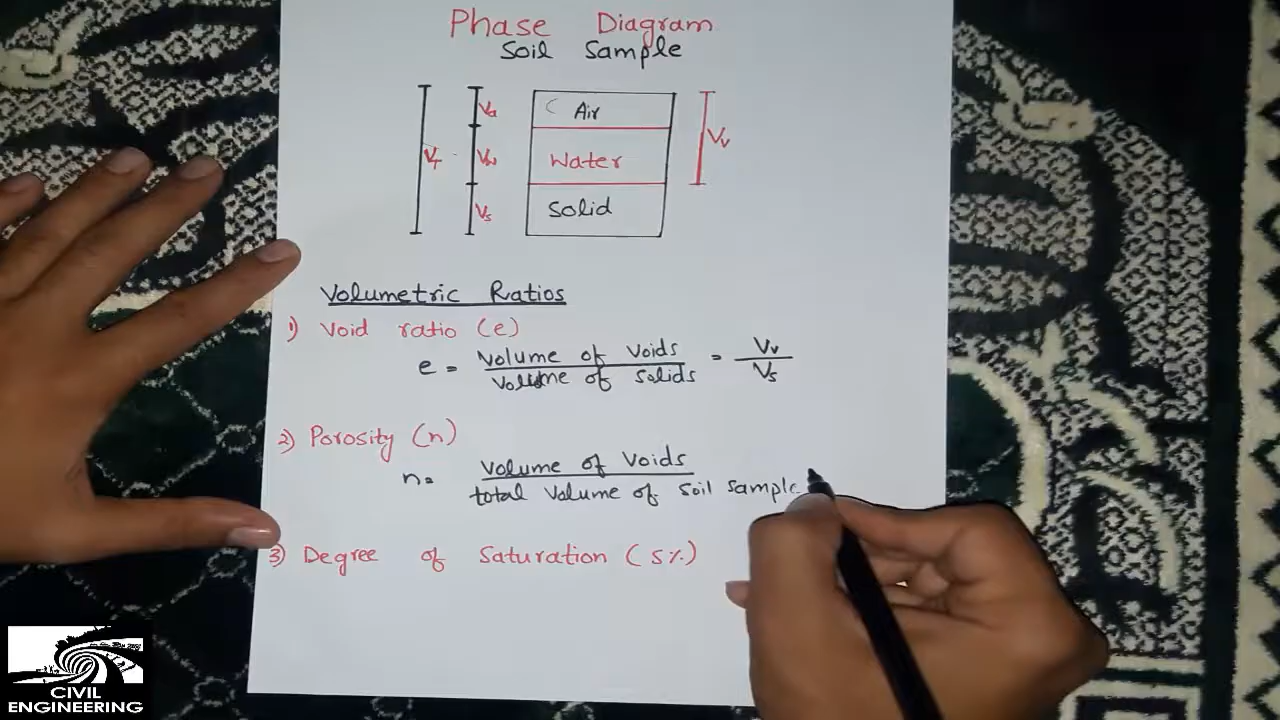 Phase Diagram
Soil Sample
Va
Air
Vv
VT
Vw
Water
Vs
Solid
Volumetric Ratios
1) Void ratio (e)
e = Volume of Voids / Volume of Solids = Vv / Vs
2) Porosity (n)
n = Volume of Voids / total Volume of Soil Sample
3) Degree of Saturation (S%)
CIVIL
ENGINEERING